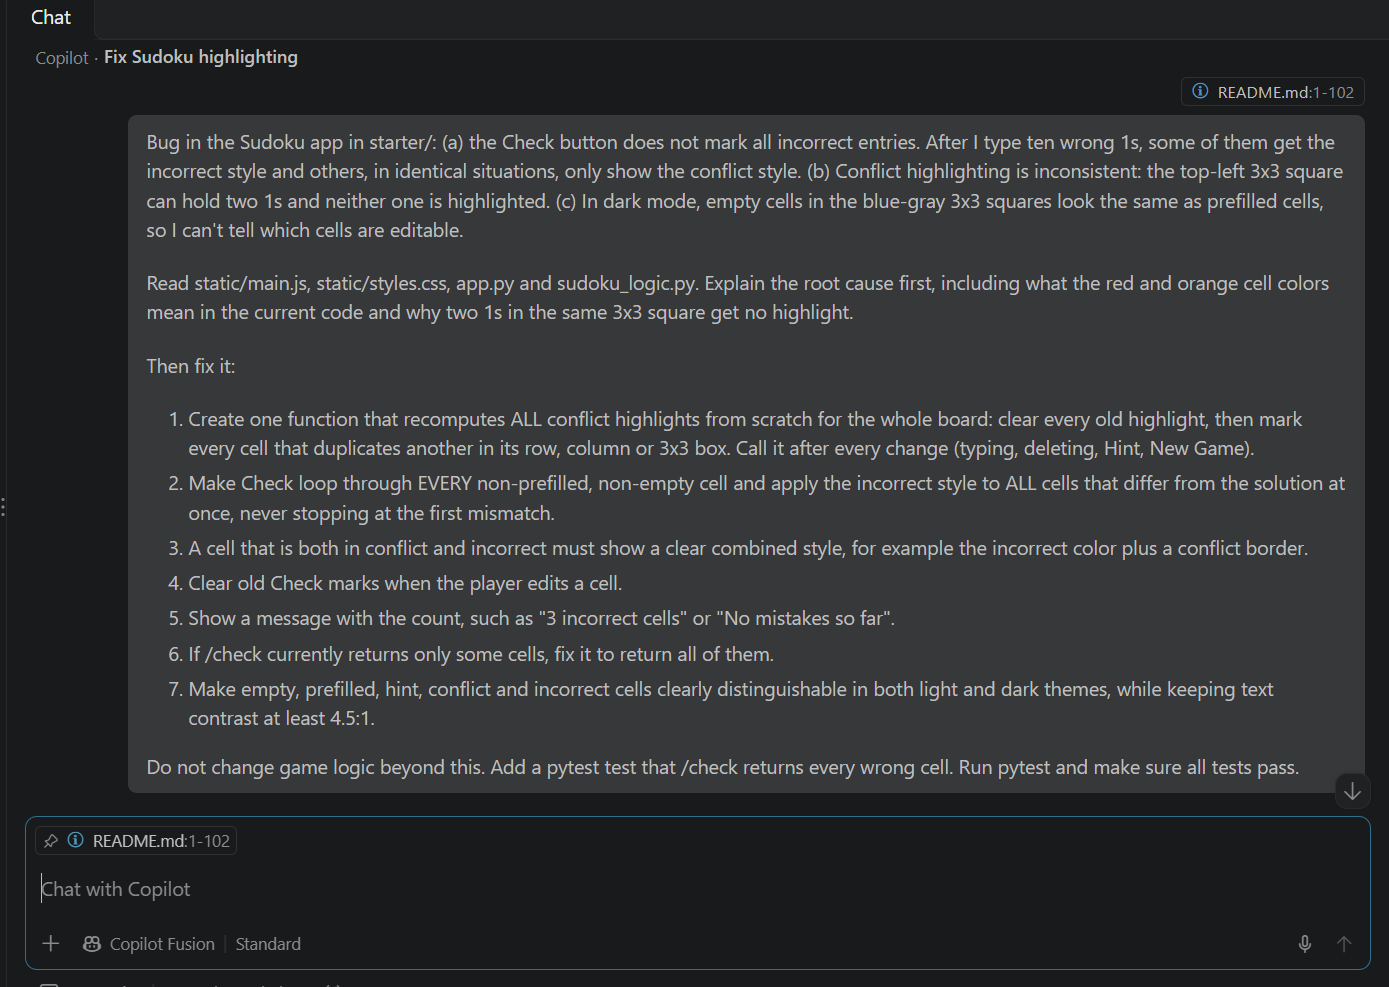 Chat
Copilot · Fix Sudoku highlighting
README.md:1-102
Bug in the Sudoku app in starter/: (a) the Check button does not mark all incorrect entries. After I type ten wrong 1s, some of them get the
incorrect style and others, in identical situations, only show the conflict style. (b) Conflict highlighting is inconsistent: the top-left 3x3 square
can hold two 1s and neither one is highlighted. (c) In dark mode, empty cells in the blue-gray 3x3 squares look the same as prefilled cells,
so I can't tell which cells are editable.
Read static/main.js, static/styles.css, app.py and sudoku_logic.py. Explain the root cause first, including what the red and orange cell colors
mean in the current code and why two 1s in the same 3x3 square get no highlight.
Then fix it:
1. Create one function that recomputes ALL conflict highlights from scratch for the whole board: clear every old highlight, then mark
every cell that duplicates another in its row, column or 3x3 box. Call it after every change (typing, deleting, Hint, New Game).
2. Make Check loop through EVERY non-prefilled, non-empty cell and apply the incorrect style to ALL cells that differ from the solution at
once, never stopping at the first mismatch.
3. A cell that is both in conflict and incorrect must show a clear combined style, for example the incorrect color plus a conflict border.
4. Clear old Check marks when the player edits a cell.
5. Show a message with the count, such as "3 incorrect cells" or "No mistakes so far".
6. If /check currently returns only some cells, fix it to return all of them.
7. Make empty, prefilled, hint, conflict and incorrect cells clearly distinguishable in both light and dark themes, while keeping text
contrast at least 4.5:1.
Do not change game logic beyond this. Add a pytest test that /check returns every wrong cell. Run pytest and make sure all tests pass.
README.md:1-102
Chat with Copilot
Copilot Fusion | Standard